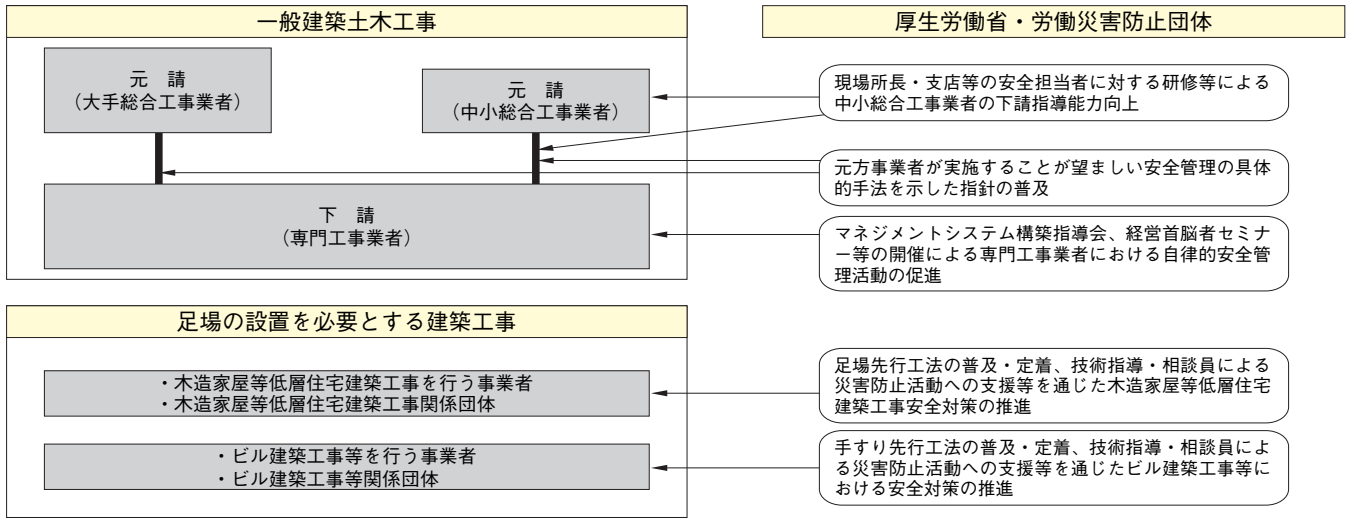 一般建築土木工事
厚生労働省・労働災害防止団体
元　請
（大手総合工事業者）
元　請
（中小総合工事業者）
下　請
（専門工事業者）
現場所長・支店等の安全担当者に対する研修等による
中小総合工事業者の下請指導能力向上
元方事業者が実施することが望ましい安全管理の具体
的手法を示した指針の普及
マネジメントシステム構築指導会、経営首脳者セミナ
ー等の開催による専門工事業者における自律的安全管
理活動の促進
足場の設置を必要とする建築工事
・木造家屋等低層住宅建築工事を行う事業者
・木造家屋等低層住宅建築工事関係団体
・ビル建築工事等を行う事業者
・ビル建築工事等関係団体
足場先行工法の普及・定着、技術指導・相談員による
災害防止活動への支援等を通じた木造家屋等低層住宅
建築工事安全対策の推進
手すり先行工法の普及・定着、技術指導・相談員によ
る災害防止活動への支援等を通じたビル建築工事等に
おける安全対策の推進